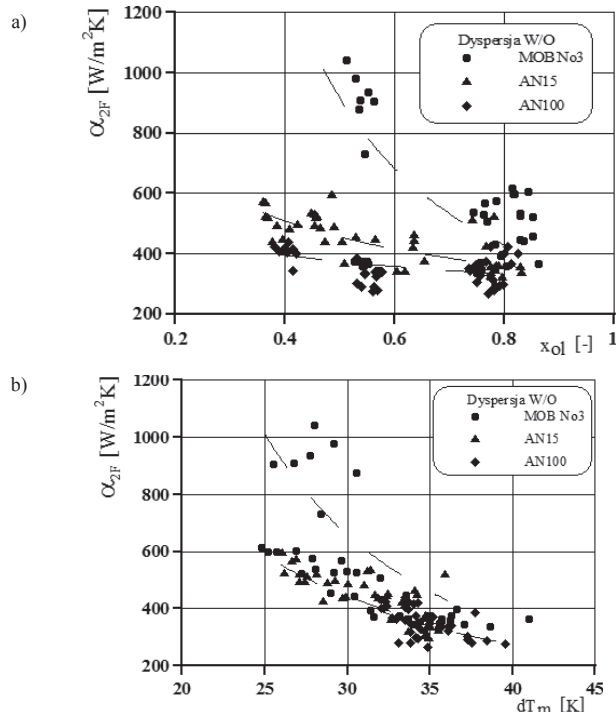 a)
α2F [W/m²K]
1200
1000
800
600
400
200
Dyspersja W/O
MOB No3
AN15
AN100
0.2 0.4 0.6 0.8 1
xol [-]
b)
α2F [W/m²K]
1200
1000
800
600
400
200
Dyspersja W/O
MOB No3
AN15
AN100
20 25 30 35 40 45
dTm [K]